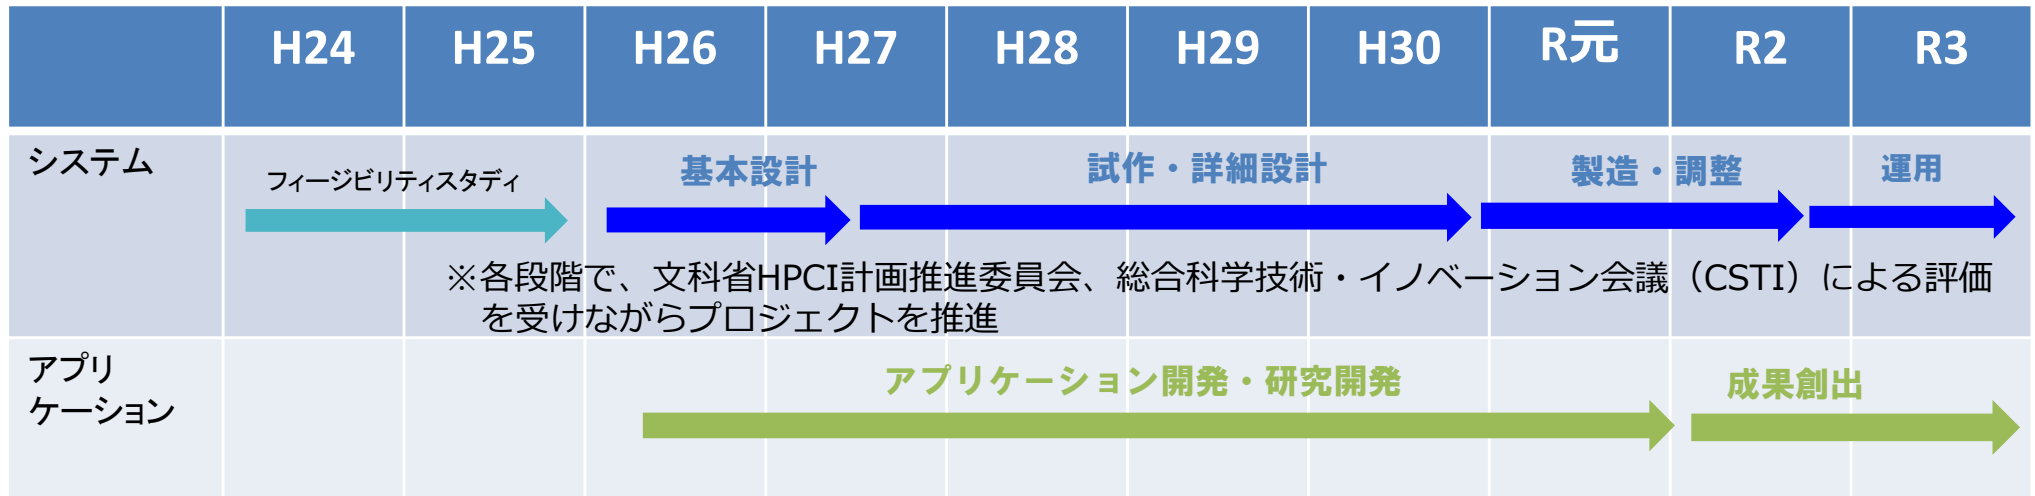 H24 H25 H26 H27 H28 H29 H30 R元 R2 R3
システム
フィージビリティスタディ 基本設計 試作・詳細設計 製造・調整 運用
※各段階で、文科省HPCI計画推進委員会、総合科学技術・イノベーション会議（CSTI）による評価
を受けながらプロジェクトを推進
アプリ
ケーション
アプリケーション開発・研究開発 成果創出